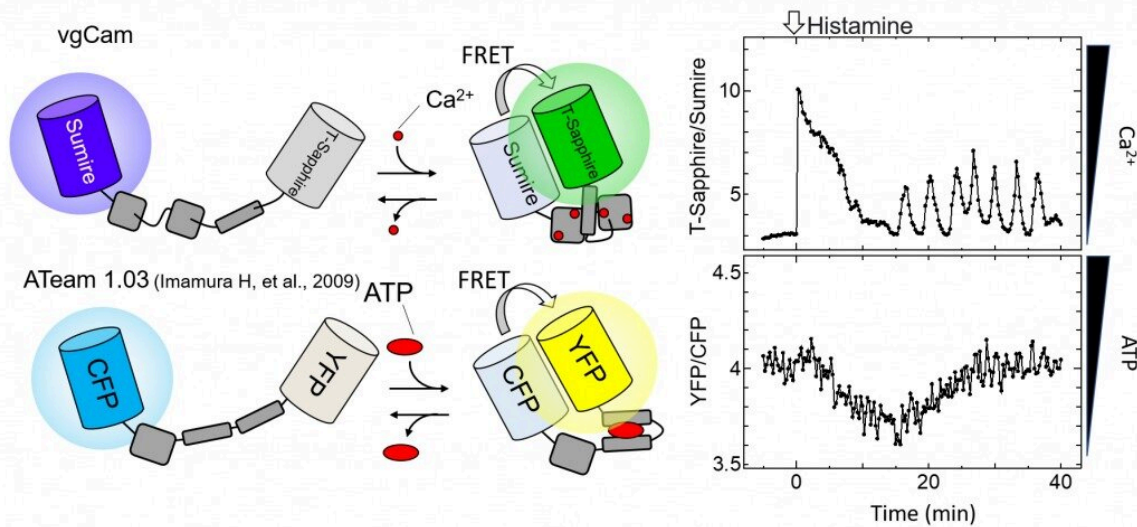 vgCam
Sumire
T-Sapphire
Ca²⁺
FRET
Sumire
T-Sapphire
ATeam 1.03 (Imamura H, et al., 2009)
CFP
YFP
ATP
FRET
CFP
YFP
Histamine
T-Sapphire/Sumire
10
5
Ca²⁺
YFP/CFP
4.5
4
3.5
ATP
0 20 40
Time (min)